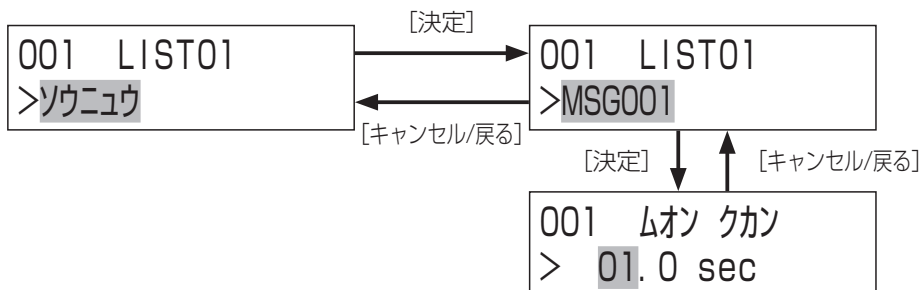 [決定]
001 LIST01
>ソウニュウ
001 LIST01
>MSG001
[キャンセル/戻る]
[決定]
[キャンセル/戻る]
001 ムオン クカン
> 01.0 sec